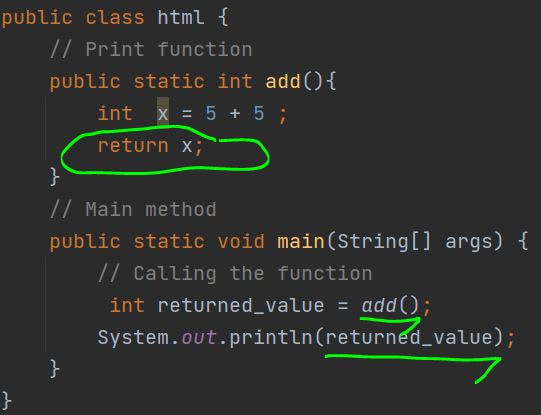 public class html {
// Print function
public static int add(){
int  x = 5 + 5 ;
return x;
}
// Main method
public static void main(String[] args) {
// Calling the function
int returned_value = add();
System.out.println(returned_value);
}
}